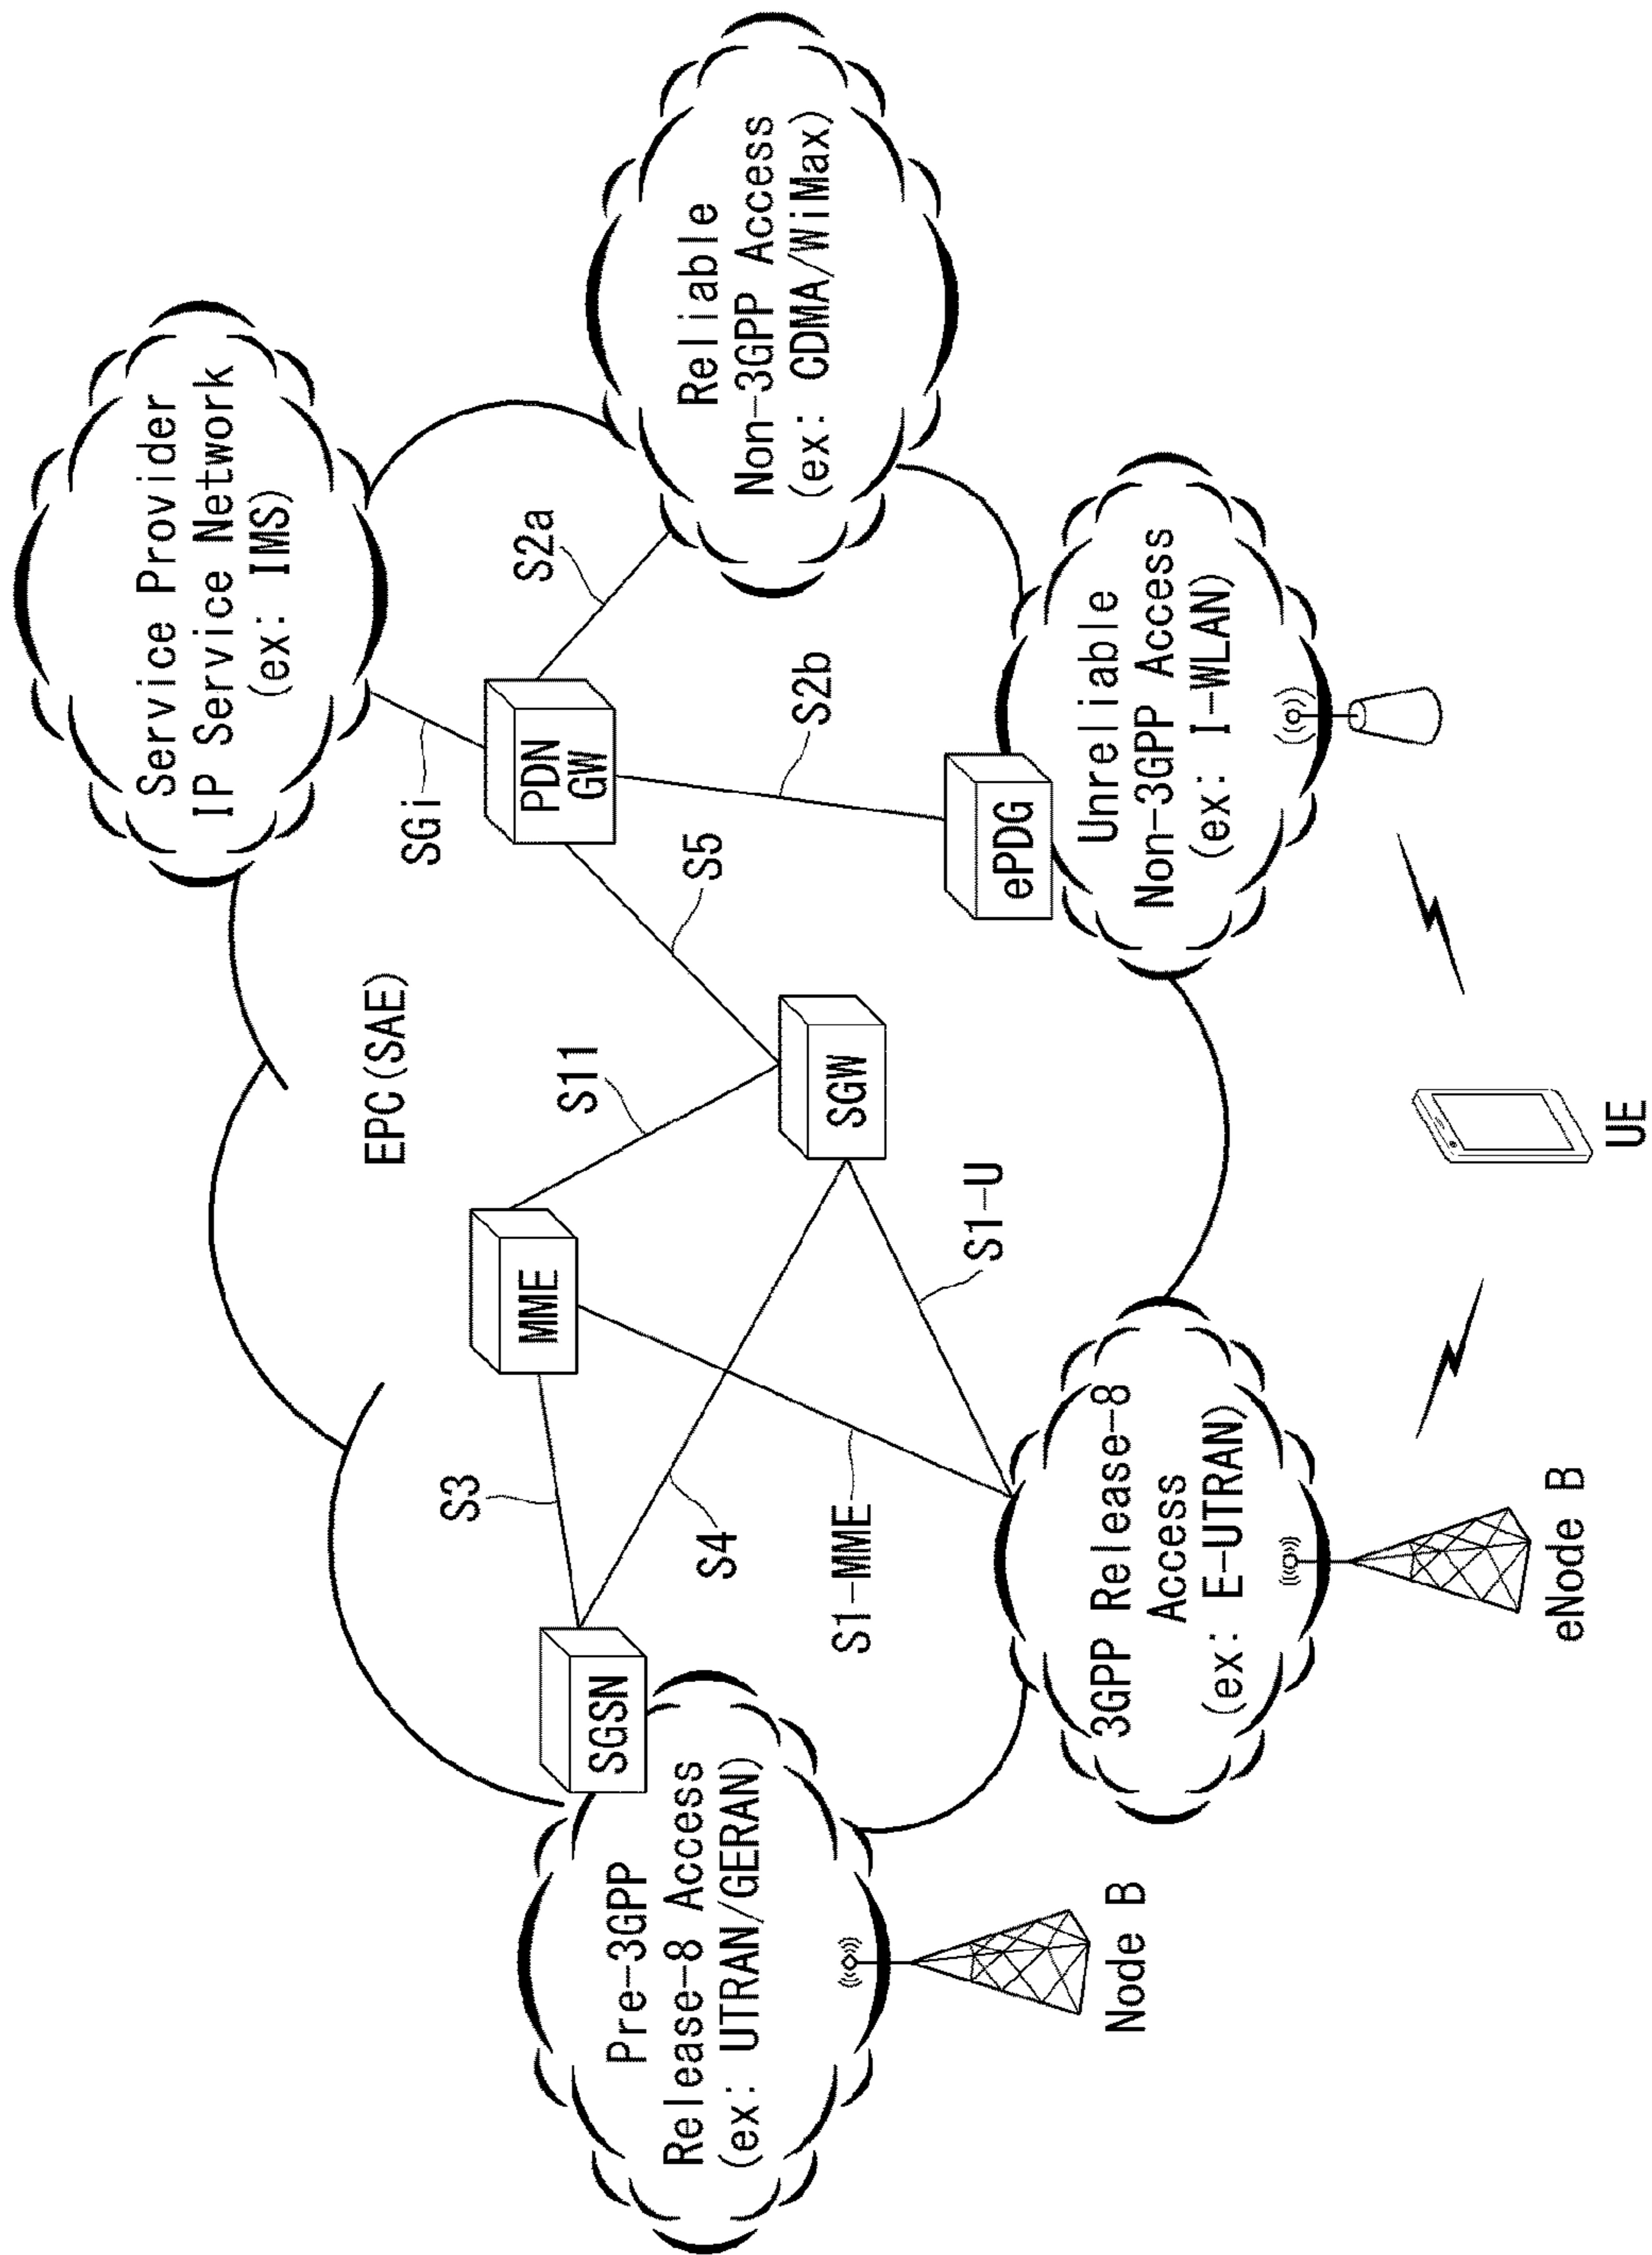 Service Provider
IP Service Network
(ex: IMS)
EPC(SAE)
SGi
S2a
PDN
GW
S11
S5
S2b
MME
S3
SGW
SGSN
S4
S1-MME
S1-U
ePDG
Reliable
Non-3GPP Access
(ex: CDMA/WiMax)
Pre-3GPP
Release-8 Access
(ex: UTRAN/GERAN)
Node B
3GPP Release-8
Access
(ex: E-UTRAN)
eNode B
Unreliable
Non-3GPP Access
(ex: I-WLAN)
UE